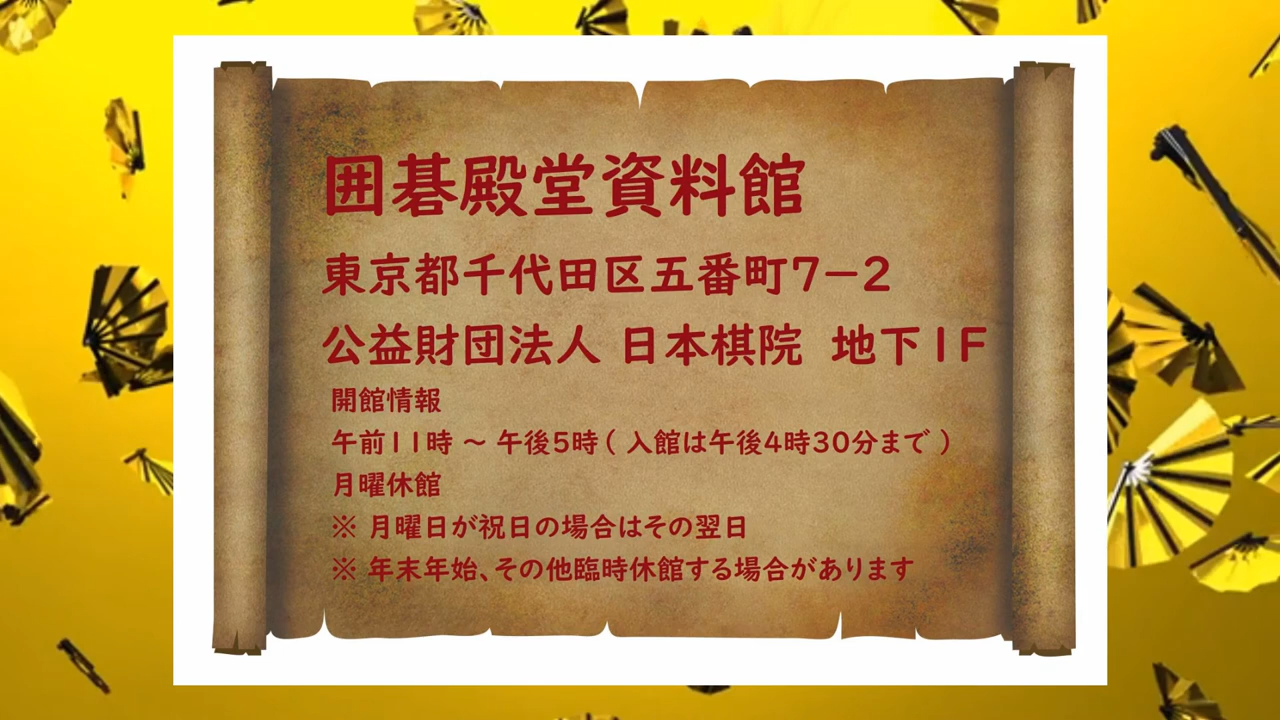 囲碁殿堂資料館
東京都千代田区五番町7−2
公益財団法人 日本棋院 地下1F
開館情報
午前11時 〜 午後5時( 入館は午後4時30分まで )
月曜休館
※ 月曜日が祝日の場合はその翌日
※ 年末年始、その他臨時休館する場合があります